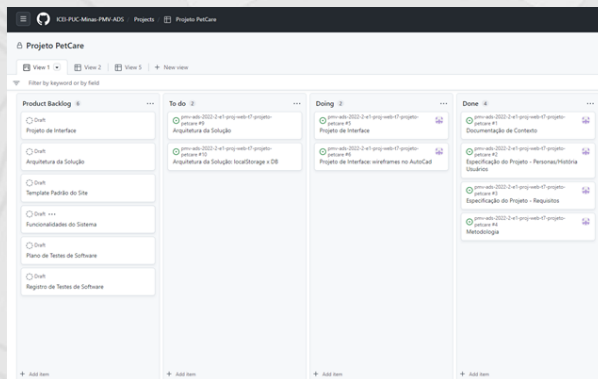 ICEI-PUC-Minas-PMV-ADS / Projects / Projeto PetCare
Projeto PetCare
View 1 View 2 View 5 + New view
Filter by keyword or by field
Product Backlog 6 ...
Draft
Projeto de Interface
Draft
Arquitetura da Solução
Draft
Template Padrão do Site
Draft ...
Funcionalidades do Sistema
Draft
Plano de Testes de Software
Draft
Registro de Testes de Software
+ Add item
To do 2 ...
pmv-ads-2022-2-e1-proj-web-t7-projeto-
petcare #9
Arquitetura da Solução
pmv-ads-2022-2-e1-proj-web-t7-projeto-
petcare #10
Arquitetura da Solução: localStorage x DB
+ Add item
Doing 2 ...
pmv-ads-2022-2-e1-proj-web-t7-projeto-
petcare #5
Projeto de Interface
pmv-ads-2022-2-e1-proj-web-t7-projeto-
petcare #6
Projeto de Interface: wireframes no AutoCad
+ Add item
Done 4 ...
pmv-ads-2022-2-e1-proj-web-t7-projeto-
petcare #1
Documentação de Contexto
pmv-ads-2022-2-e1-proj-web-t7-projeto-
petcare #2
Especificação do Projeto - Personas/História
Usuários
pmv-ads-2022-2-e1-proj-web-t7-projeto-
petcare #3
Especificação do Projeto - Requisitos
pmv-ads-2022-2-e1-proj-web-t7-projeto-
petcare #4
Metodologia
+ Add item